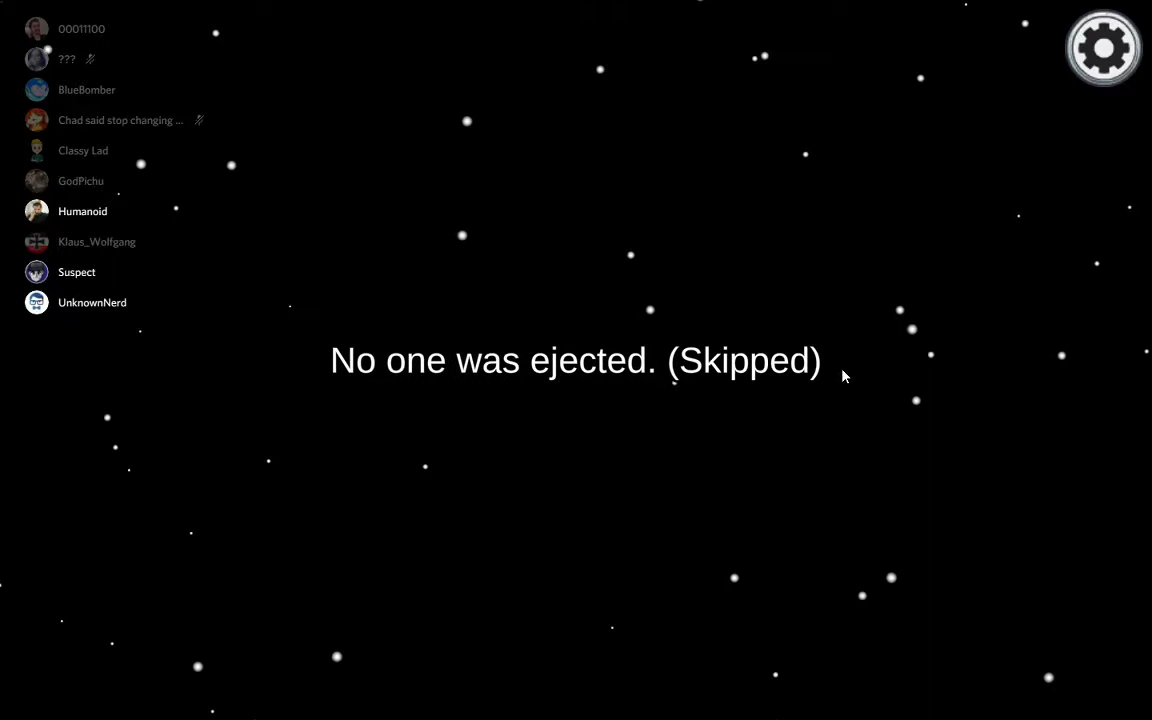 00011100
???
BlueBomber
Chad said stop changing ...
Classy Lad
GodPichu
Humanoid
Klaus_Wolfgang
Suspect
UnknownNerd
No one was ejected. (Skipped)